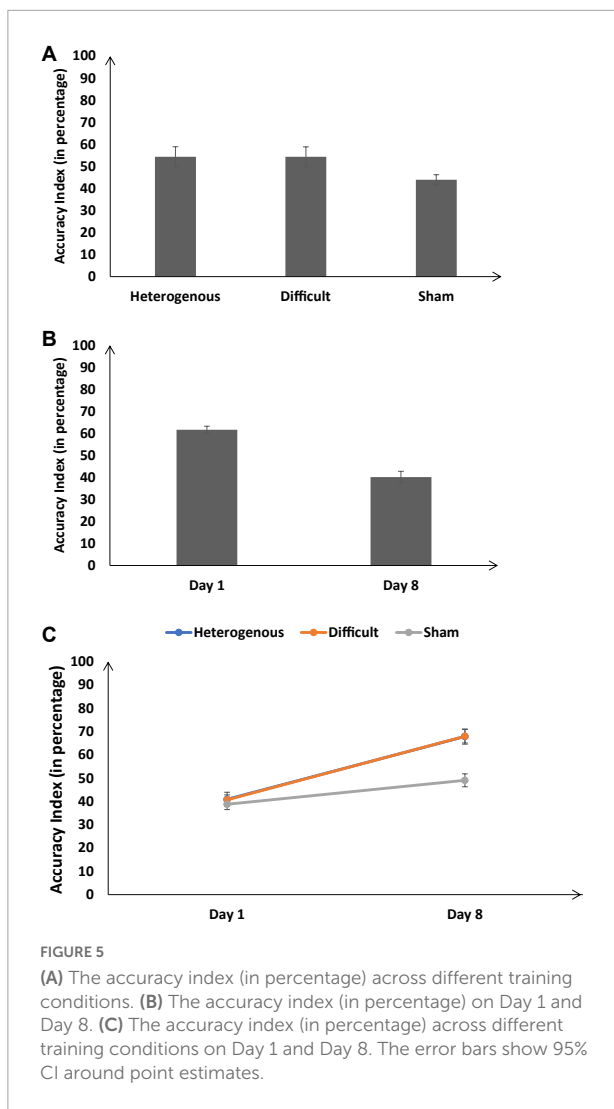 A
Accuracy Index (in percentage)
100
90
80
70
60
50
40
30
20
10
0
Heterogenous Difficult Sham
B
Accuracy Index (in percentage)
100
90
80
70
60
50
40
30
20
10
0
Day 1 Day 8
C
Heterogenous Difficult Sham
Accuracy Index (in percentage)
100
90
80
70
60
50
40
30
20
10
0
Day 1 Day 8
FIGURE 5
(A) The accuracy index (in percentage) across different training
conditions. (B) The accuracy index (in percentage) on Day 1 and
Day 8. (C) The accuracy index (in percentage) across different
training conditions on Day 1 and Day 8. The error bars show 95%
CI around point estimates.